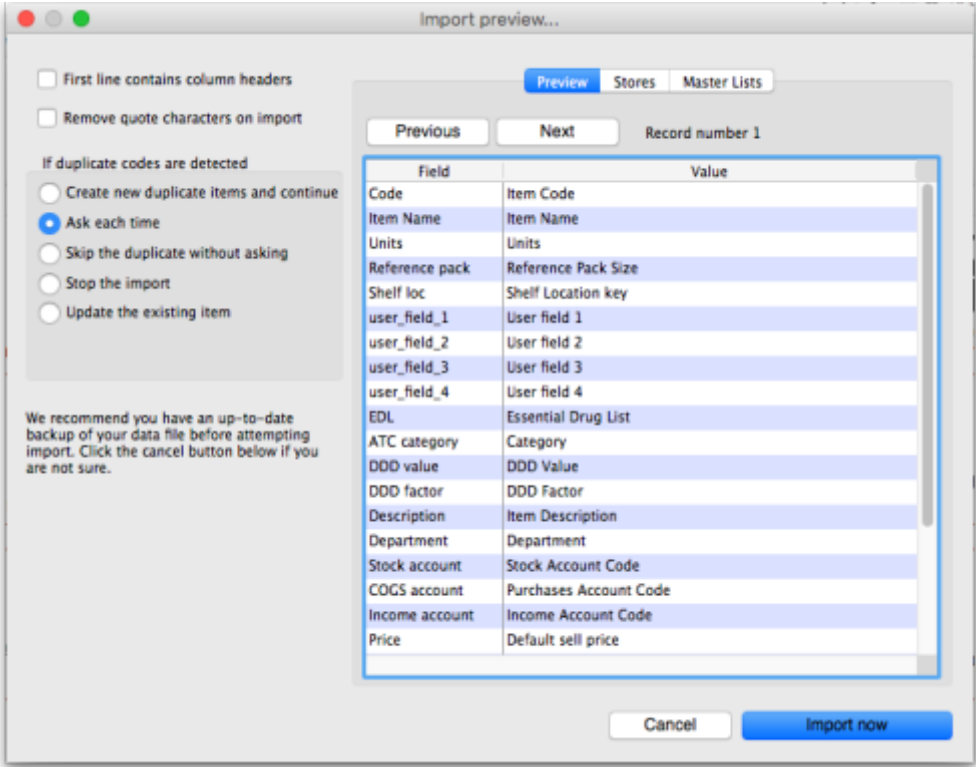 Import preview...
First line contains column headers
Remove quote characters on import
If duplicate codes are detected
Create new duplicate items and continue
Ask each time
Skip the duplicate without asking
Stop the import
Update the existing item
We recommend you have an up-to-date
backup of your data file before attempting
import. Click the cancel button below if you
are not sure.
Preview Stores Master Lists
Previous Next Record number 1
Field Value
Code Item Code
Item Name Item Name
Units Units
Reference pack Reference Pack Size
Shelf loc Shelf Location key
user_field_1 User field 1
user_field_2 User field 2
user_field_3 User field 3
user_field_4 User field 4
EDL Essential Drug List
ATC category Category
DDD value DDD Value
DDD factor DDD Factor
Description Item Description
Department Department
Stock account Stock Account Code
COGS account Purchases Account Code
Income account Income Account Code
Price Default sell price
Cancel Import now